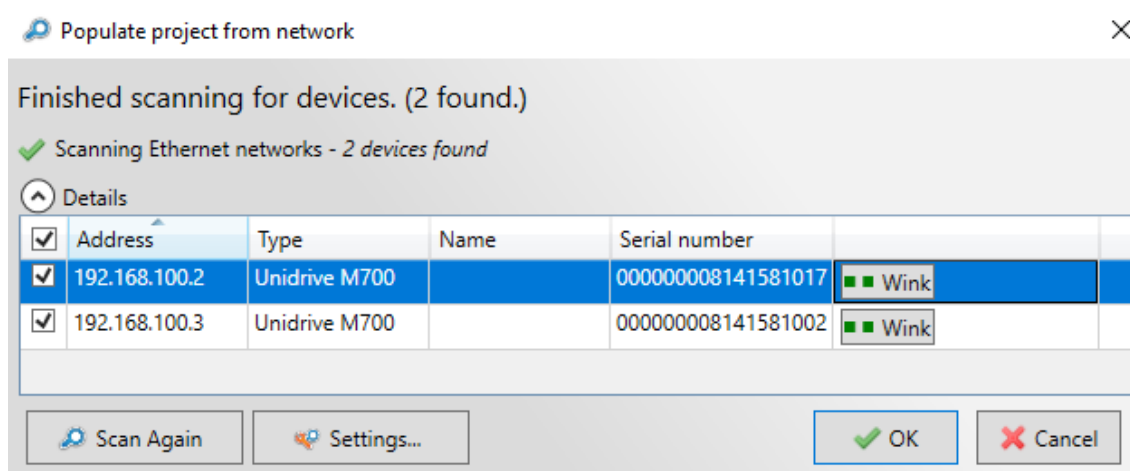 Populate project from network
Finished scanning for devices. (2 found.)
Scanning Ethernet networks - 2 devices found
Details
Address Type Name Serial number
192.168.100.2 Unidrive M700 000000008141581017 Wink
192.168.100.3 Unidrive M700 000000008141581002 Wink
Scan Again Settings... OK Cancel